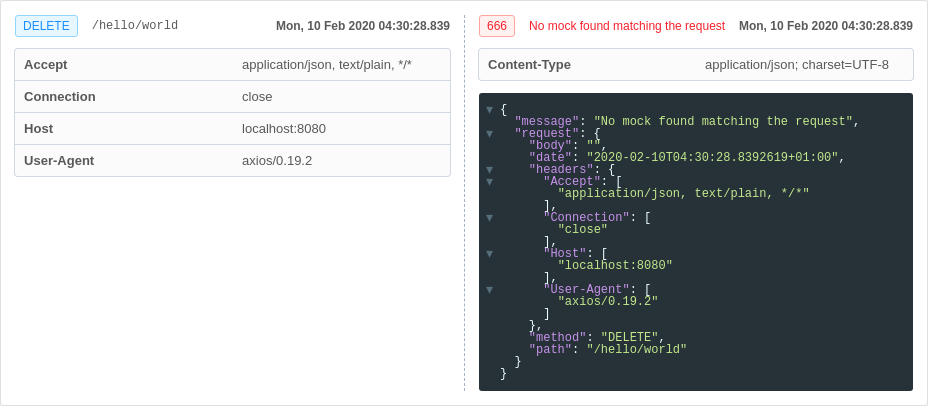 DELETE /hello/world Mon, 10 Feb 2020 04:30:28.839
Accept application/json, text/plain, */*
Connection close
Host localhost:8080
User-Agent axios/0.19.2
666 No mock found matching the request Mon, 10 Feb 2020 04:30:28.839
Content-Type application/json; charset=UTF-8
{
"message": "No mock found matching the request",
"request": {
"body": "",
"date": "2020-02-10T04:30:28.8392619+01:00",
"headers": {
"Accept": [
"application/json, text/plain, */*"
],
"Connection": [
"close"
],
"Host": [
"localhost:8080"
],
"User-Agent": [
"axios/0.19.2"
]
},
"method": "DELETE",
"path": "/hello/world"
}
}